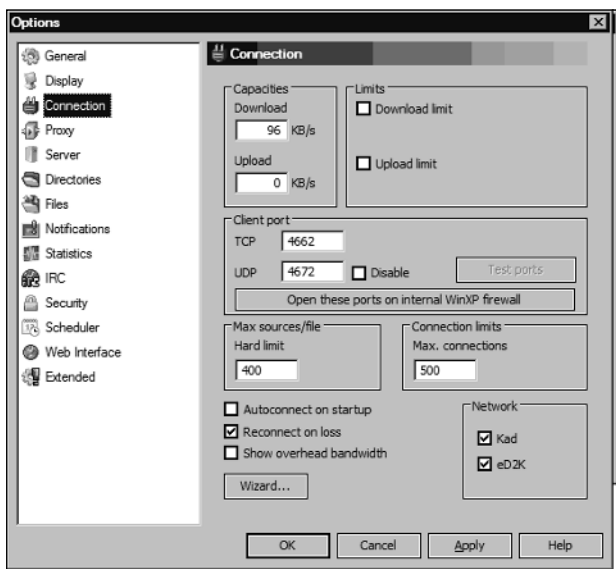 Options
General
Display
Connection
Proxy
Server
Directories
Files
Notifications
Statistics
IRC
Security
Scheduler
Web Interface
Extended
Connection
Capacities
Download
96 KB/s
Upload
0 KB/s
Limits
Download limit
Upload limit
Client port
TCP 4662
UDP 4672 Disable Test ports
Open these ports on internal WinXP firewall
Max sources/file
Hard limit
400
Connection limits
Max. connections
500
Autoconnect on startup
Reconnect on loss
Show overhead bandwidth
Wizard...
Network
Kad
eD2K
OK Cancel Apply Help